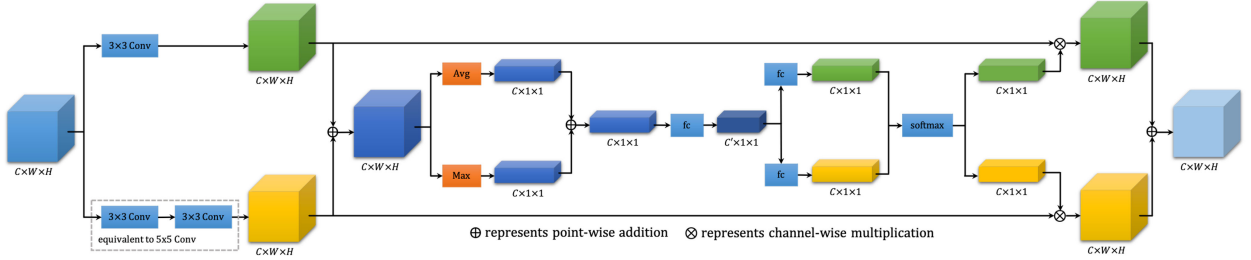 3×3 Conv
C×W×H
Avg
C×1×1
fc
C×1×1
C×1×1
C×W×H
C×W×H
C×W×H
C×1×1
fc
C′×1×1
softmax
C×W×H
C×W×H
Max
C×1×1
fc
C×1×1
C×1×1
3×3 Conv
3×3 Conv
equivalent to 5x5 Conv
C×W×H
⊕ represents point-wise addition
⊗ represents channel-wise multiplication
C×W×H